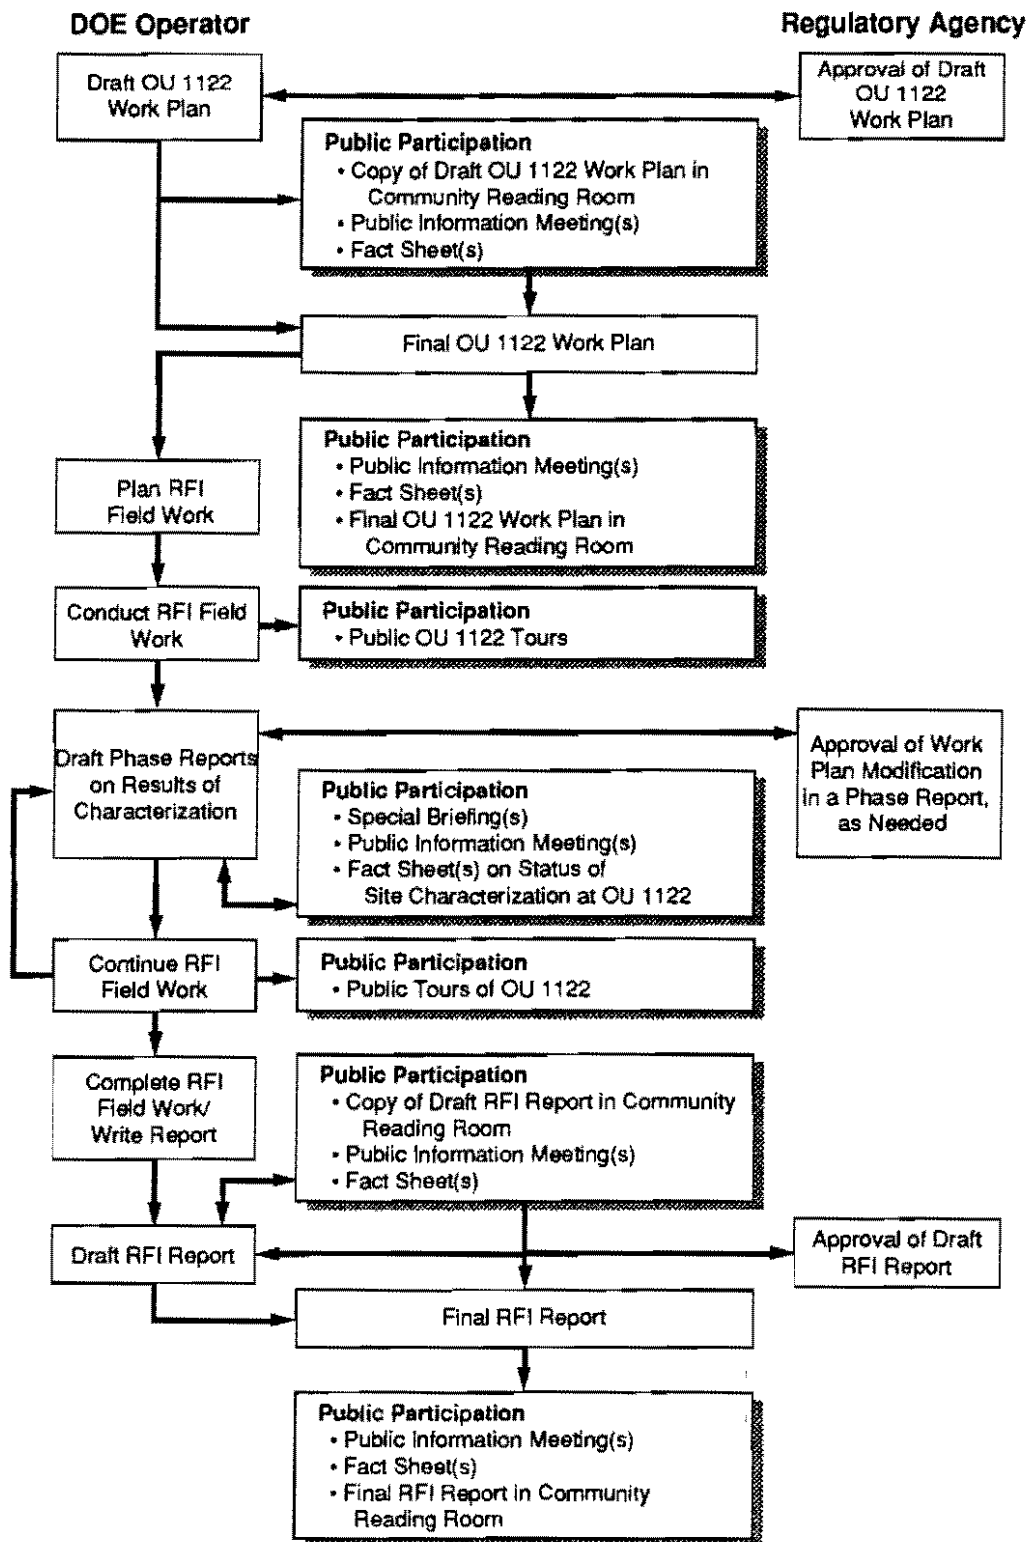 DOE Operator
Regulatory Agency
Draft OU 1122
Work Plan
Approval of Draft
OU 1122
Work Plan
Public Participation
• Copy of Draft OU 1122 Work Plan in
Community Reading Room
• Public Information Meeting(s)
• Fact Sheet(s)
Final OU 1122 Work Plan
Public Participation
• Public Information Meeting(s)
• Fact Sheet(s)
• Final OU 1122 Work Plan in
Community Reading Room
Plan RFI
Field Work
Conduct RFI Field
Work
Public Participation
• Public OU 1122 Tours
Draft Phase Reports
on Results of
Characterization
Approval of Work
Plan Modification
in a Phase Report,
as Needed
Public Participation
• Special Briefing(s)
• Public Information Meeting(s)
• Fact Sheet(s) on Status of
Site Characterization at OU 1122
Continue RFI
Field Work
Public Participation
• Public Tours of OU 1122
Complete RFI
Field Work/
Write Report
Public Participation
• Copy of Draft RFI Report in Community
Reading Room
• Public Information Meeting(s)
• Fact Sheet(s)
Draft RFI Report
Approval of Draft
RFI Report
Final RFI Report
Public Participation
• Public Information Meeting(s)
• Fact Sheet(s)
• Final RFI Report in Community
Reading Room